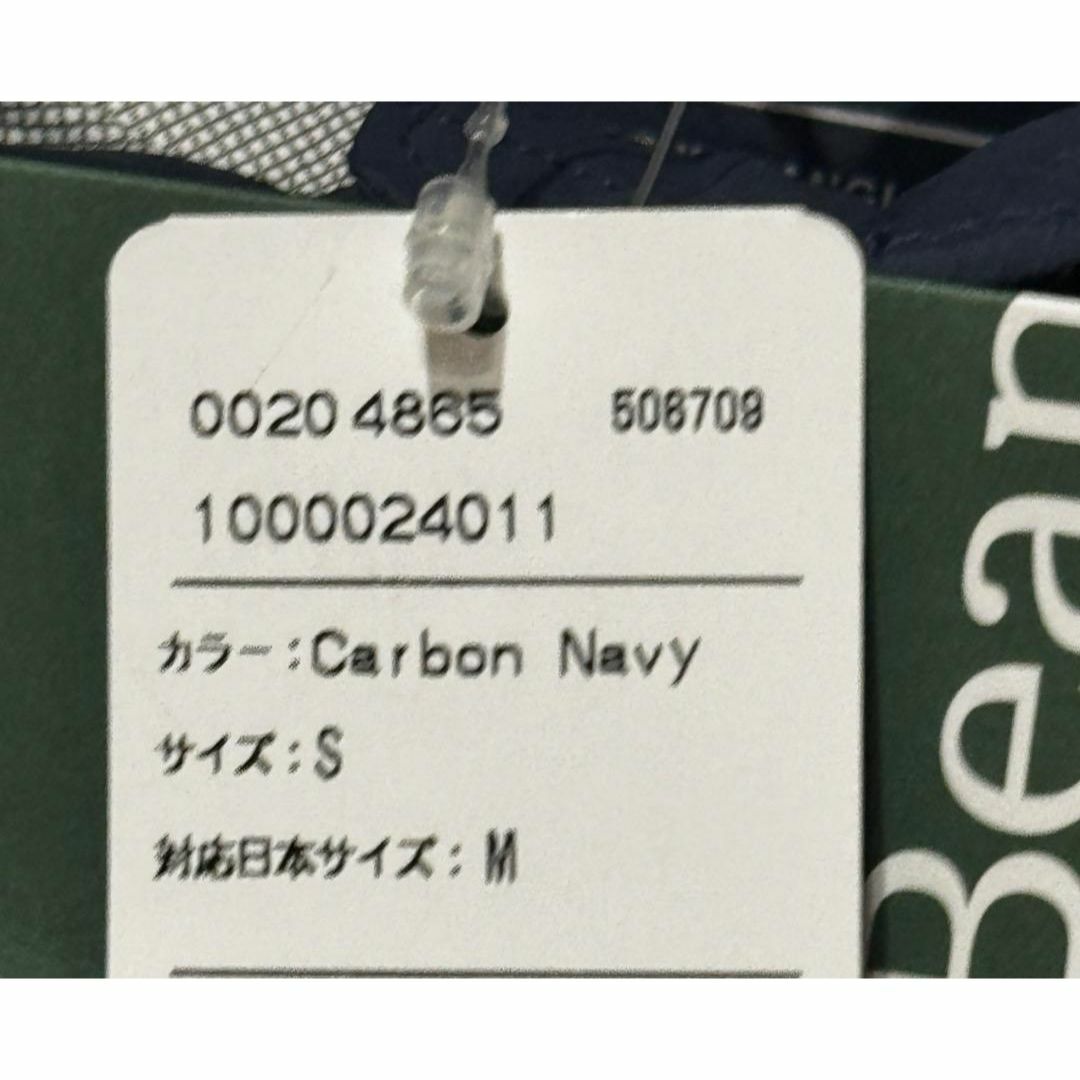 0020 4865 506709
1000024011
カラー:Carbon Navy
サイズ:S
対応日本サイズ:M
Bean